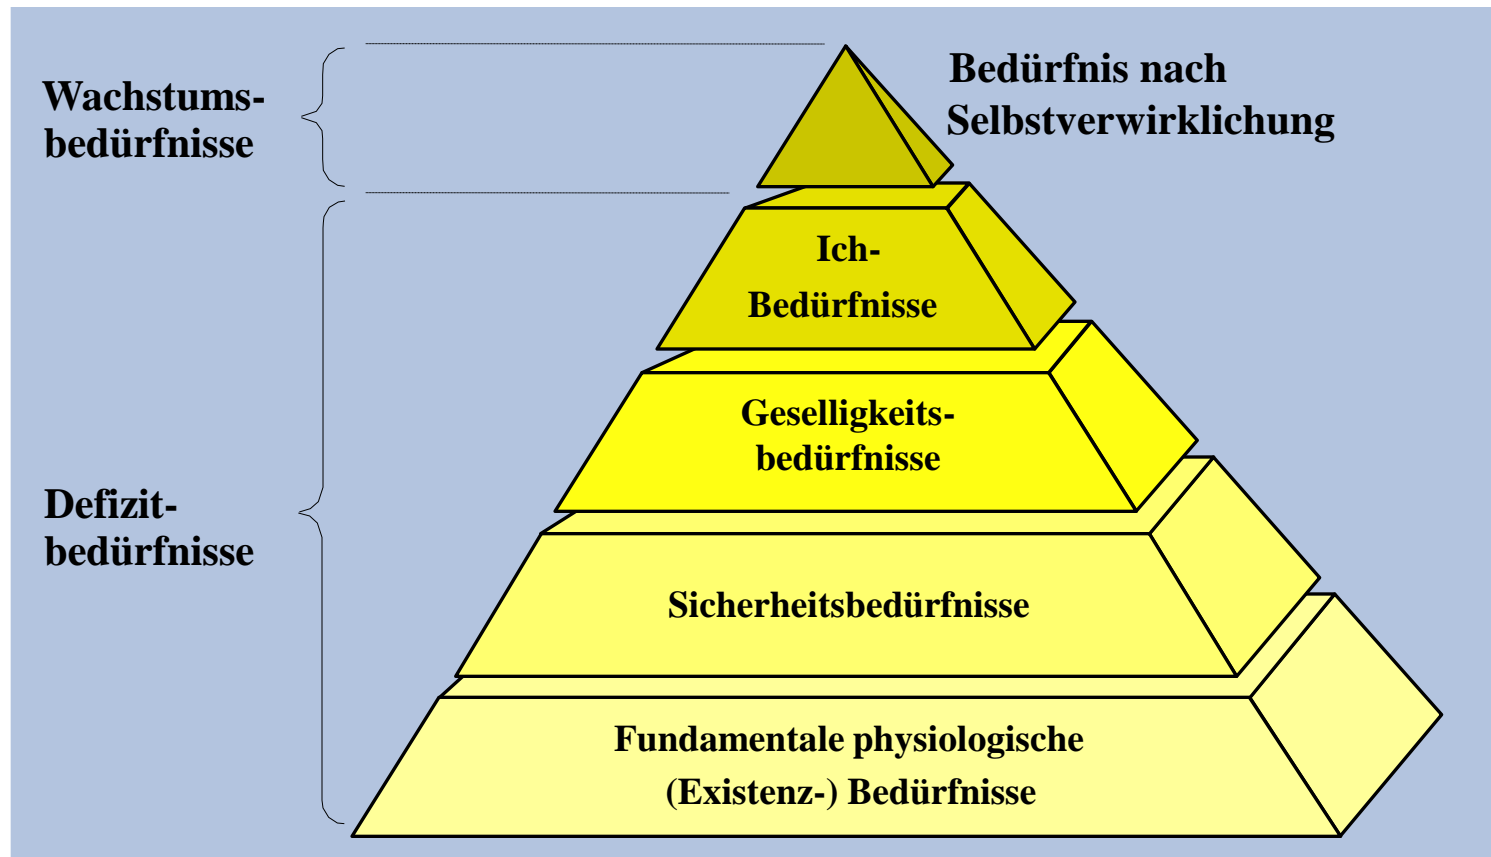 Wachstums-
bedürfnisse
Bedürfnis nach
Selbstverwirklichung
Ich-
Bedürfnisse
Geselligkeits-
bedürfnisse
Defizit-
bedürfnisse
Sicherheitsbedürfnisse
Fundamentale physiologische
(Existenz-) Bedürfnisse